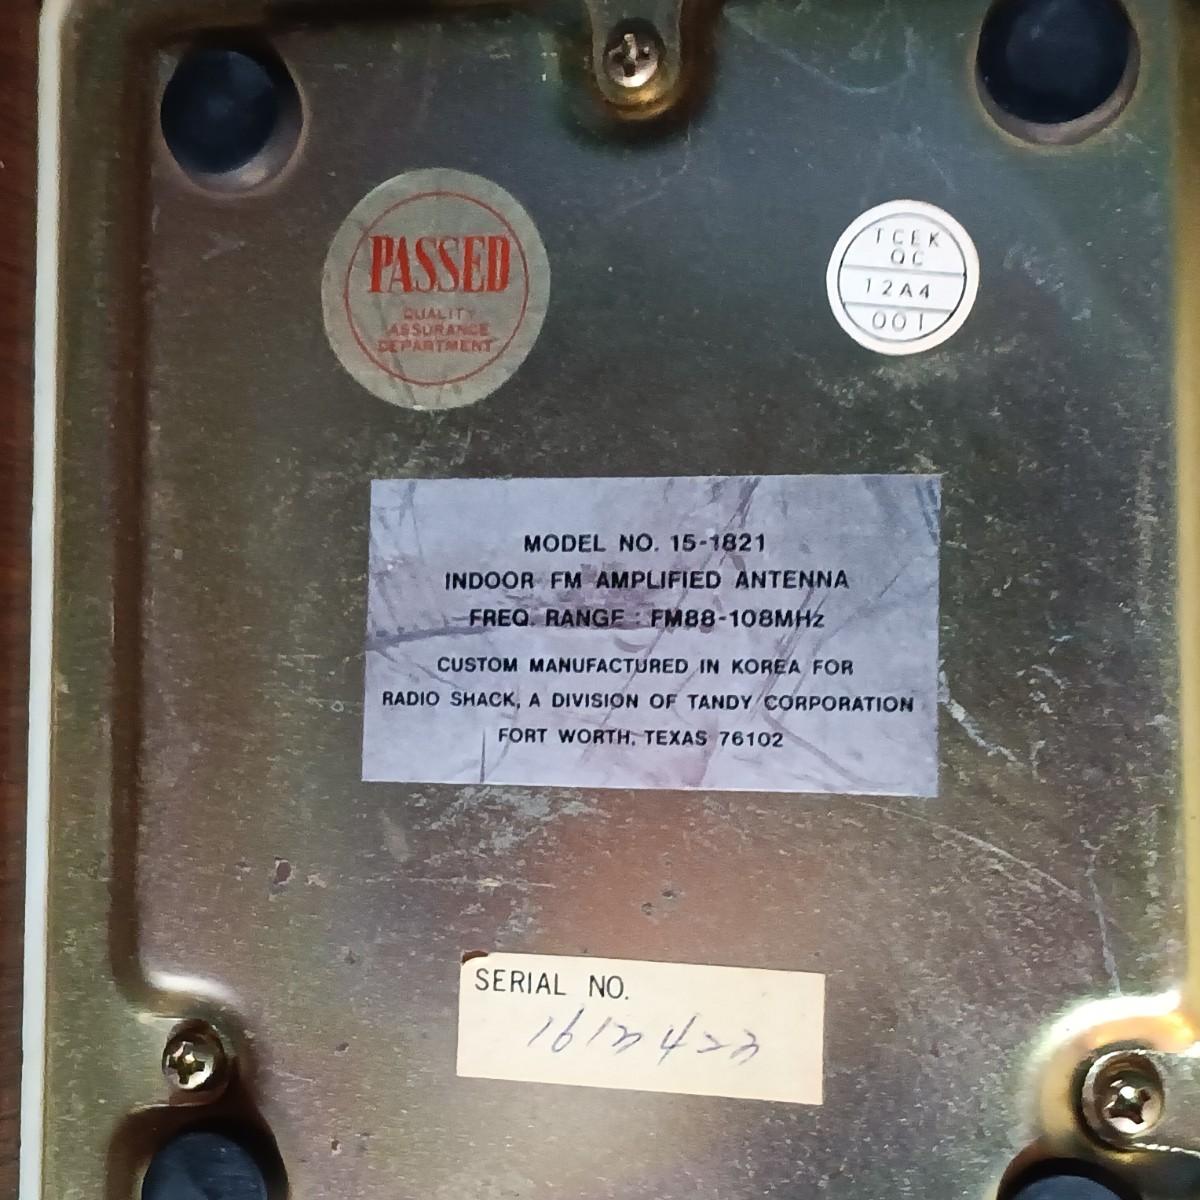 PASSED
QUALITY
ASSURANCE
DEPARTMENT
TCEK
QC
12A4
001
MODEL NO. 15-1821
INDOOR FM AMPLIFIED ANTENNA
FREQ. RANGE : FM88-108MHz
CUSTOM MANUFACTURED IN KOREA FOR
RADIO SHACK, A DIVISION OF TANDY CORPORATION
FORT WORTH, TEXAS 76102
SERIAL NO.